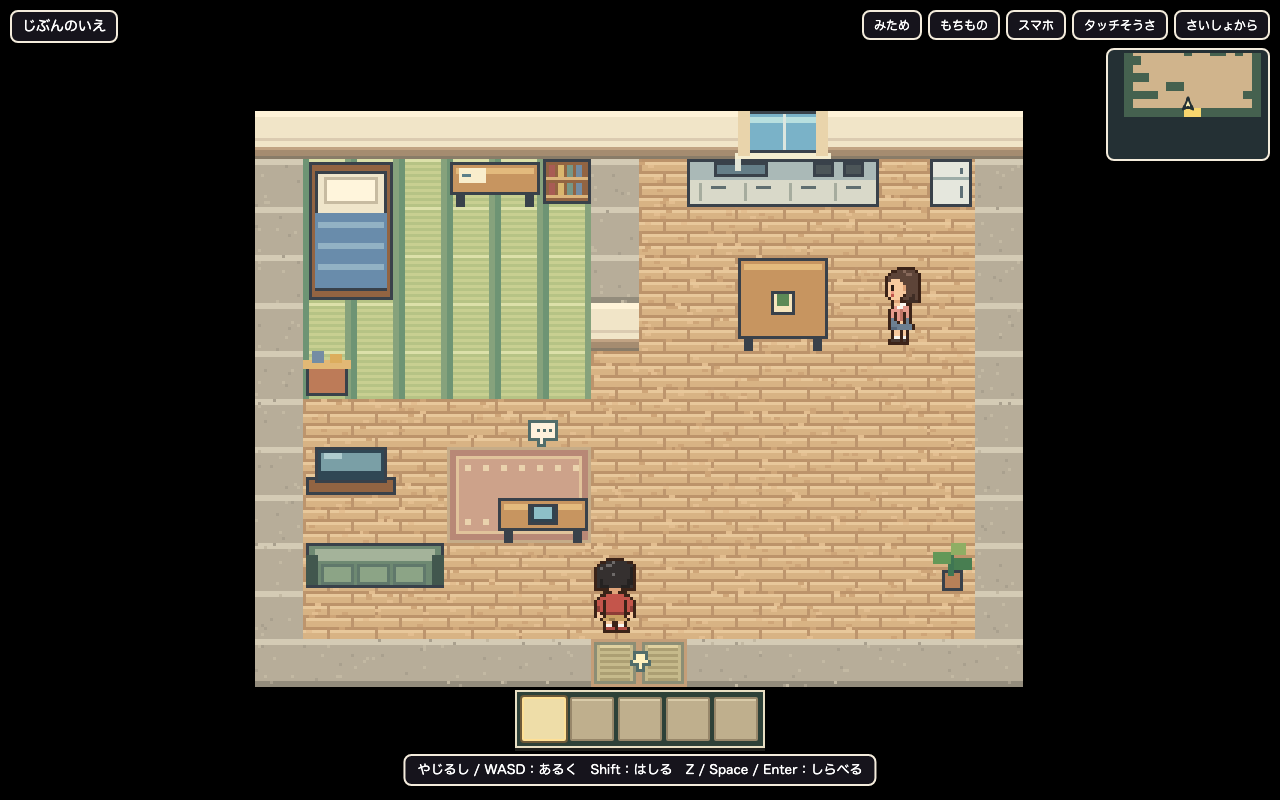 じぶんのいえ
みため
もちもの
スマホ
タッチそうさ
さいしょから
やじるし / WASD：あるく　Shift：はしる　Z / Space / Enter：しらべる